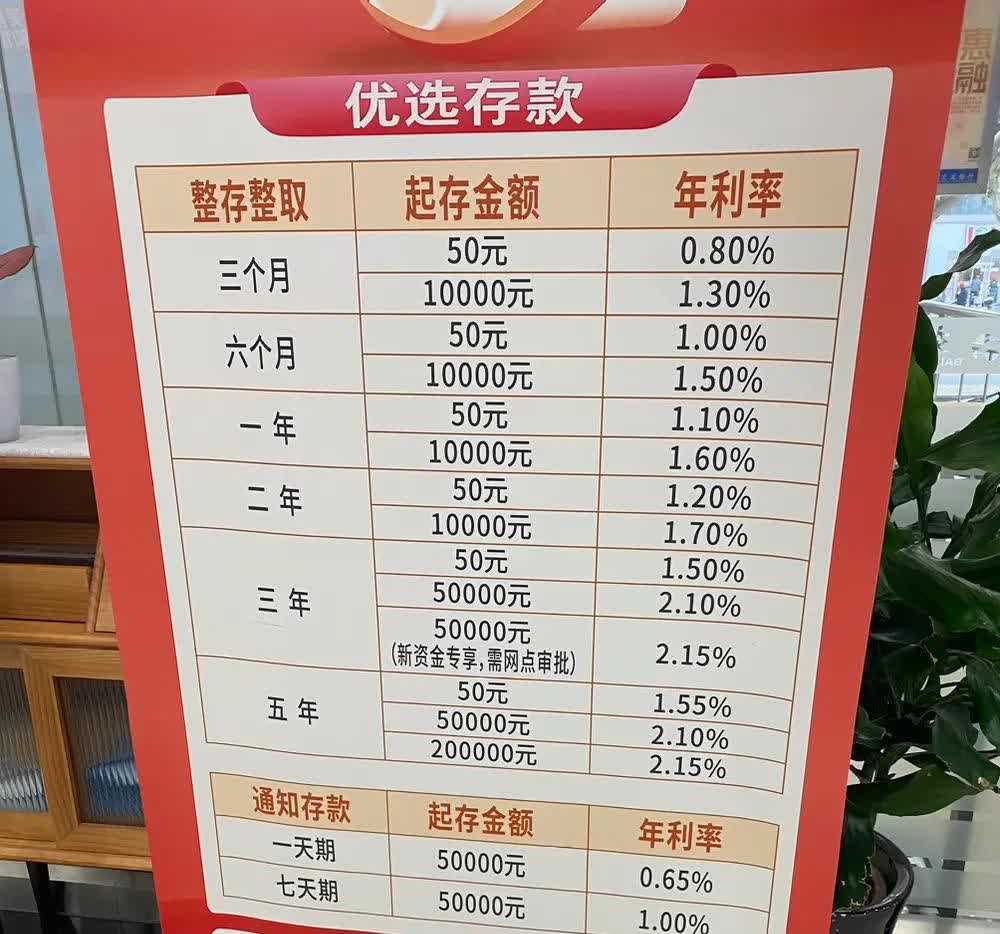 优选存款
整存整取 起存金额 年利率
三个月 50元 0.80%
10000元 1.30%
六个月 50元 1.00%
10000元 1.50%
一年 50元 1.10%
10000元 1.60%
二年 50元 1.20%
10000元 1.70%
三年 50元 1.50%
50000元 2.10%
50000元 2.15%
(新资金专享,需网点审批)
五年 50元 1.55%
50000元 2.10%
200000元 2.15%
通知存款 起存金额 年利率
一天期 50000元 0.65%
七天期 50000元 1.00%
惠
融